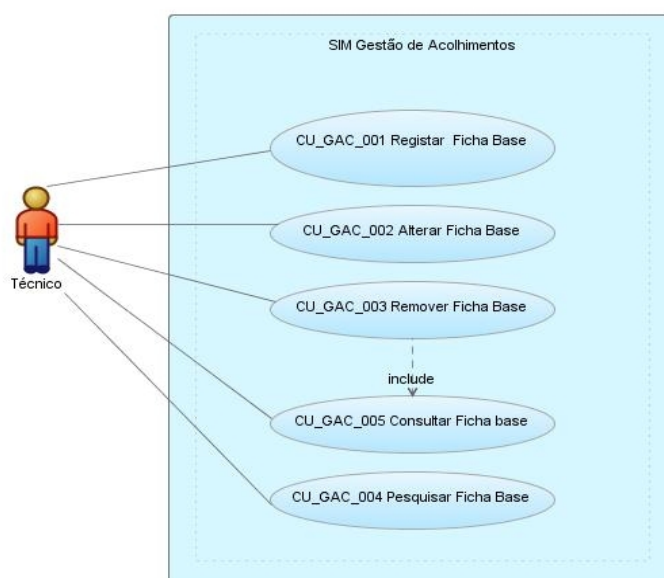 SIM Gestão de Acolhimentos
CU_GAC_001 Registar Ficha Base
CU_GAC_002 Alterar Ficha Base
Técnico
CU_GAC_003 Remover Ficha Base
include
CU_GAC_005 Consultar Ficha base
CU_GAC_004 Pesquisar Ficha Base